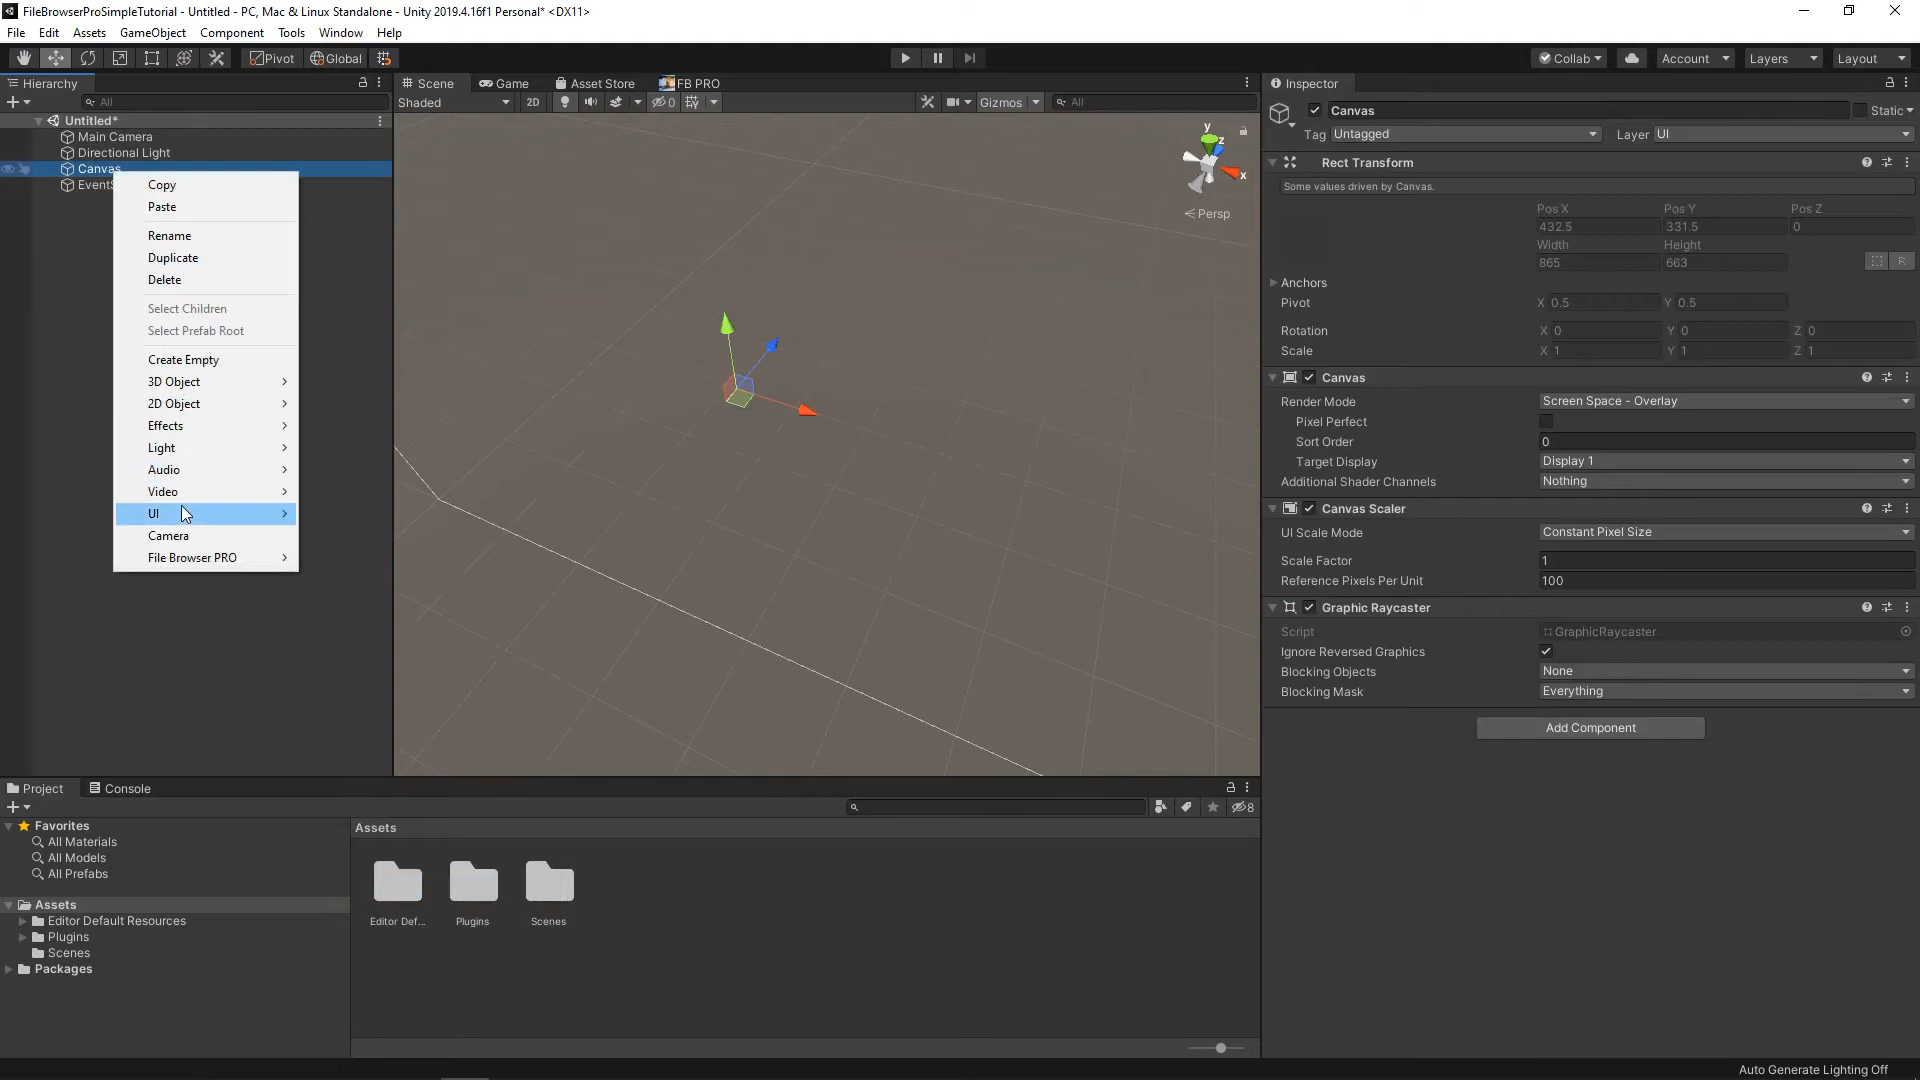 FileBrowserProSimpleTutorial - Untitled - PC, Mac & Linux Standalone - Unity 2019.4.16f1 Personal* <DX11>
File Edit Assets GameObject Component Tools Window Help
Pivot Global Collab Account Layers Layout
Hierarchy
All
Untitled*
Main Camera
Directional Light
Canvas
EventS
Copy
Paste
Rename
Duplicate
Delete
Select Children
Select Prefab Root
Create Empty
3D Object
2D Object
Effects
Light
Audio
Video
UI
Camera
File Browser PRO
Scene Game Asset Store FB PRO
Shaded 2D 0 Gizmos All
y
z
x
Persp
Inspector
Canvas Static
Tag Untagged Layer UI
Rect Transform
Some values driven by Canvas.
Pos X Pos Y Pos Z
432.5 331.5 0
Width Height
865 663 R
Anchors
Pivot X 0.5 Y 0.5
Rotation X 0 Y 0 Z 0
Scale X 1 Y 1 Z 1
Canvas
Render Mode Screen Space - Overlay
Pixel Perfect
Sort Order 0
Target Display Display 1
Additional Shader Channels Nothing
Canvas Scaler
UI Scale Mode Constant Pixel Size
Scale Factor 1
Reference Pixels Per Unit 100
Graphic Raycaster
Script GraphicRaycaster
Ignore Reversed Graphics
Blocking Objects None
Blocking Mask Everything
Add Component
Project Console
8
Favorites
All Materials
All Models
All Prefabs
Assets
Editor Default Resources
Plugins
Scenes
Packages
Assets
Editor Def... Plugins Scenes
Auto Generate Lighting Off